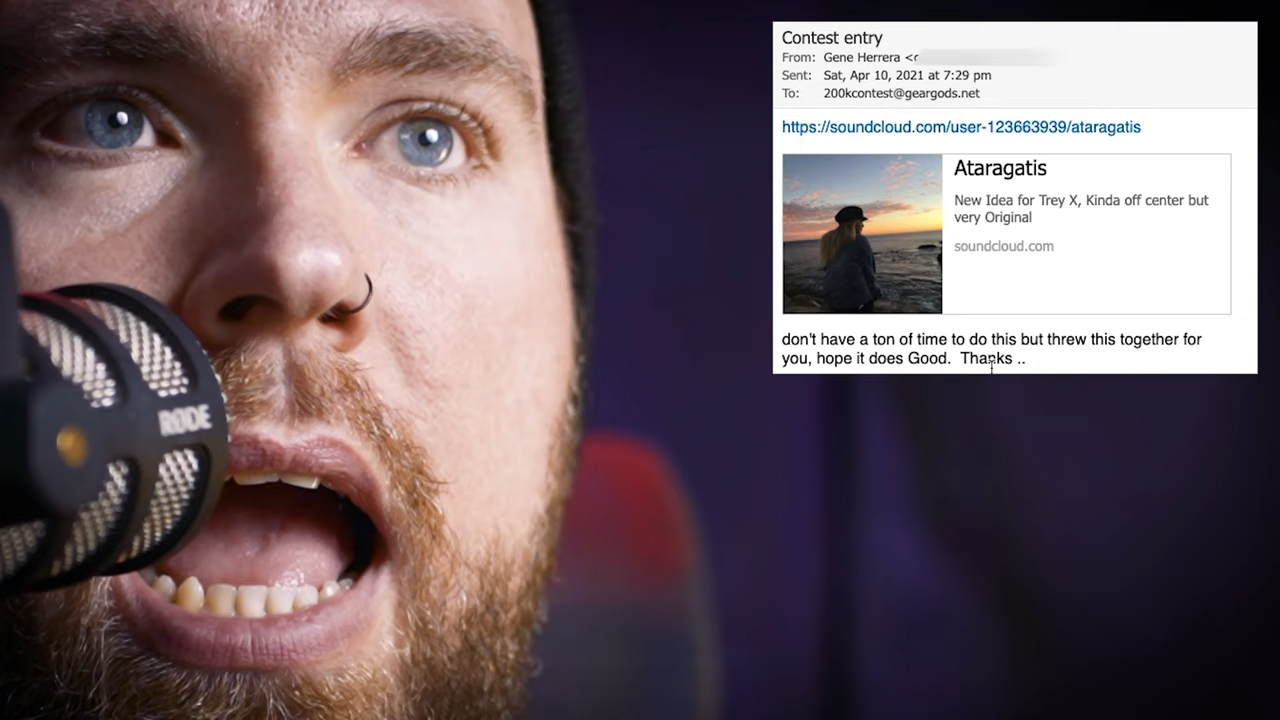 Contest entry
From: Gene Herrera <
Sent: Sat, Apr 10, 2021 at 7:29 pm
To: 200kcontest@geargods.net
https://soundcloud.com/user-123663939/ataragatis
Ataragatis
New Idea for Trey X, Kinda off center but
very Original
soundcloud.com
don't have a ton of time to do this but threw this together for
you, hope it does Good.  Thanks ..
RØDE